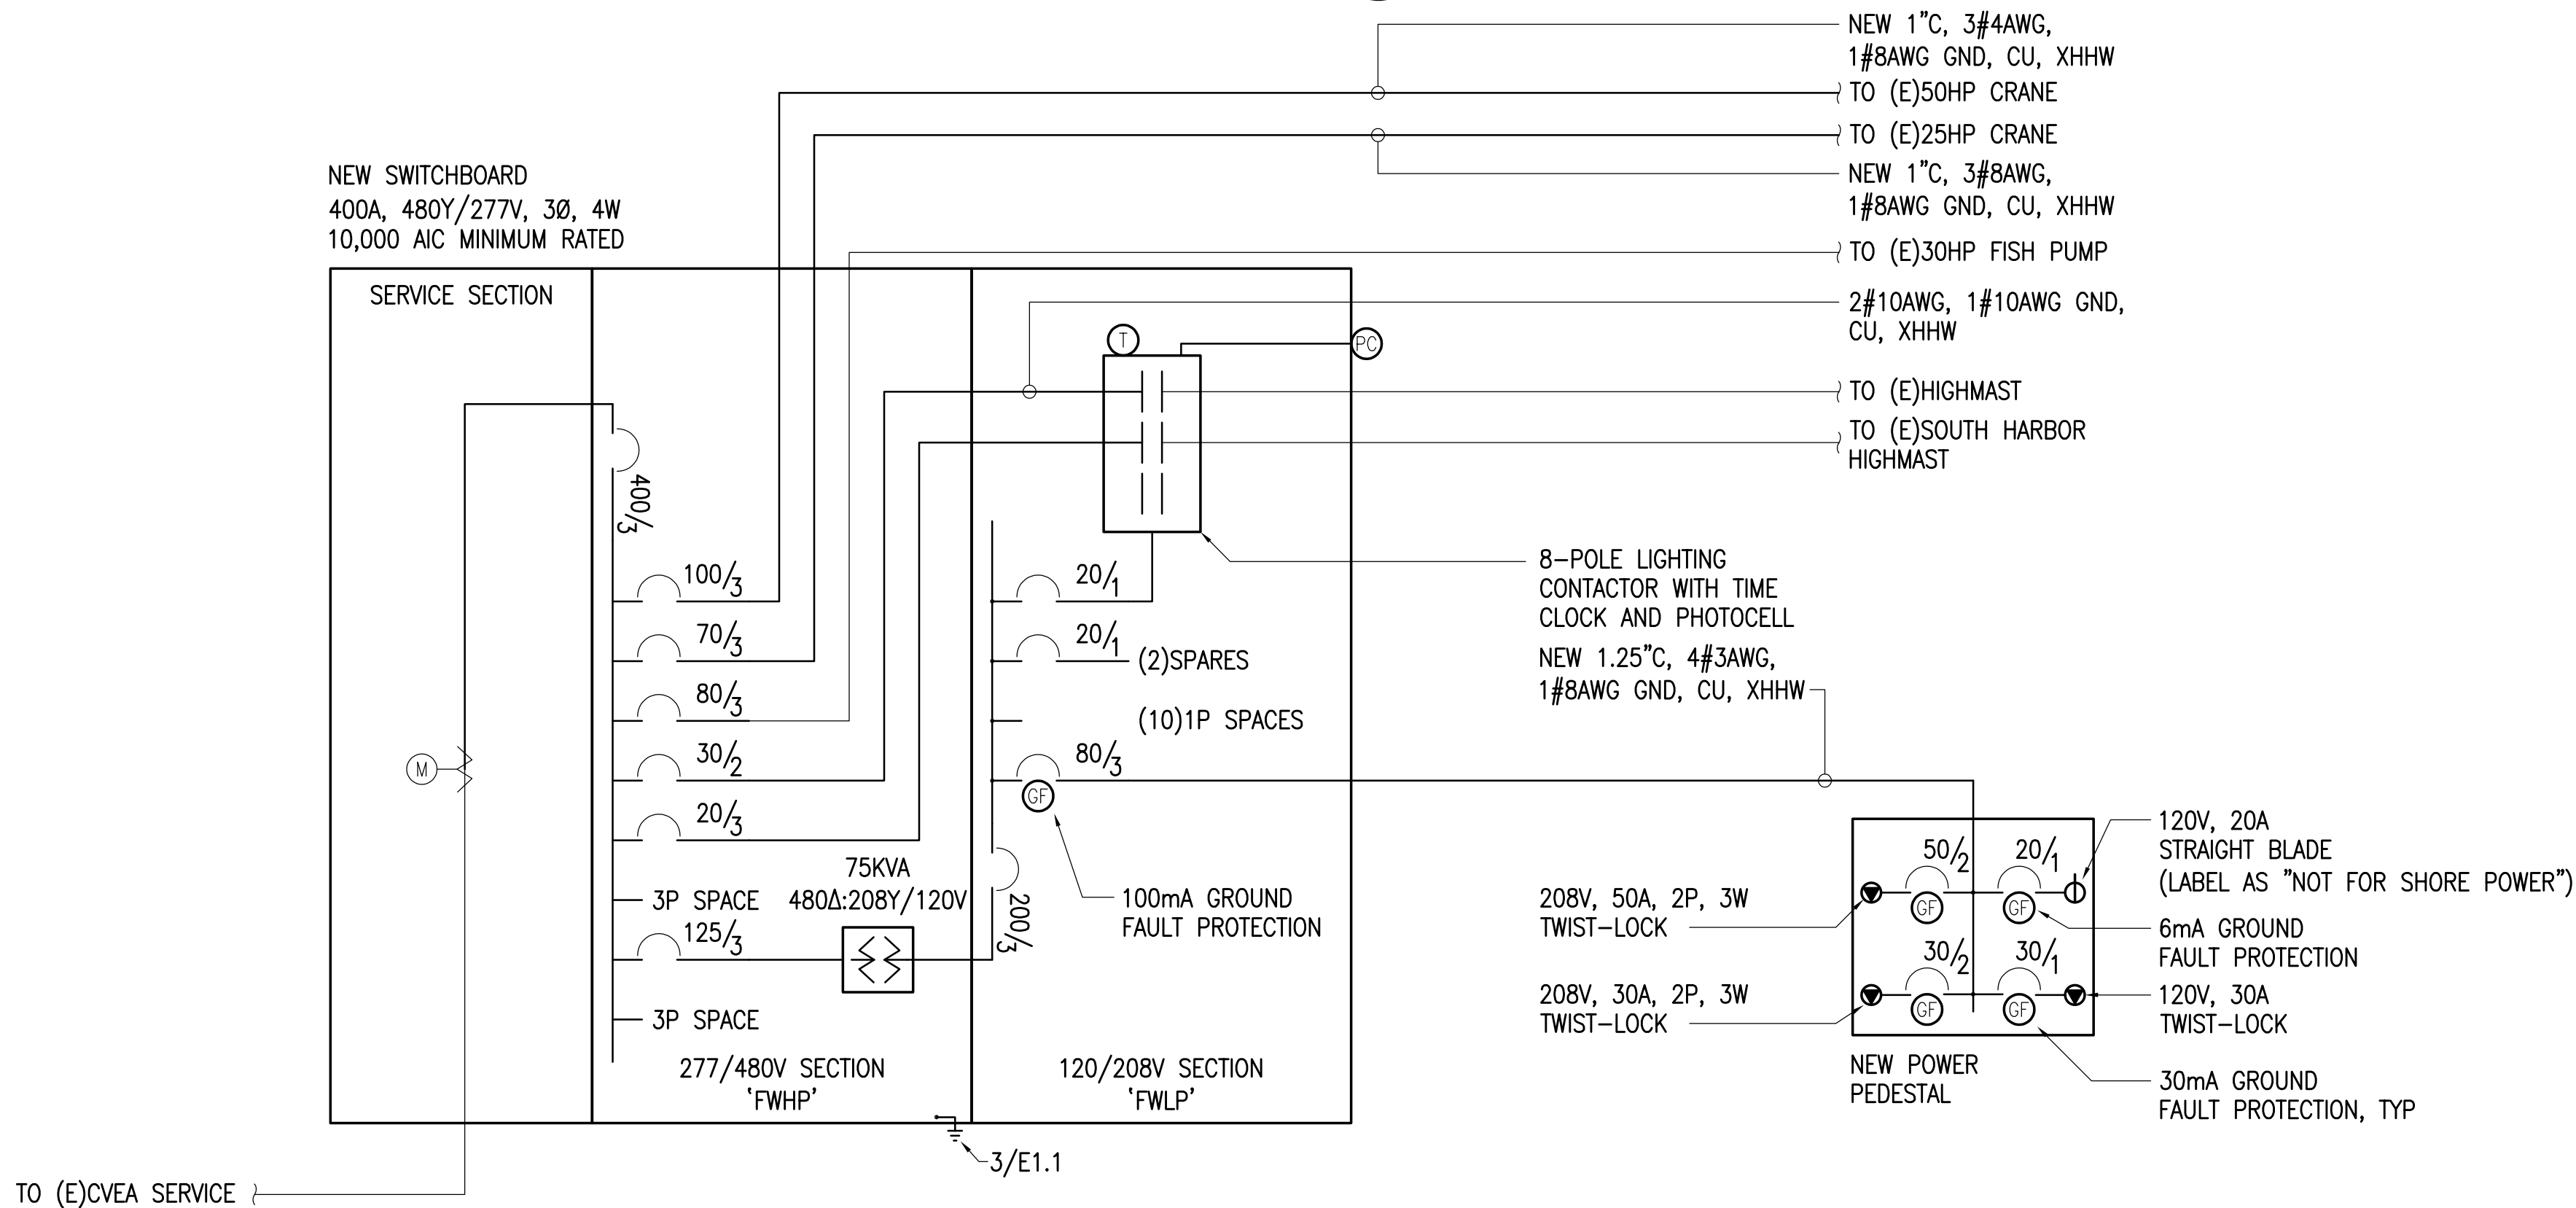 NEW 1"C, 3#4AWG,
1#8AWG GND, CU, XHHW
TO (E)50HP CRANE
TO (E)25HP CRANE
NEW 1"C, 3#8AWG,
1#8AWG GND, CU, XHHW
TO (E)30HP FISH PUMP
2#10AWG, 1#10AWG GND,
CU, XHHW
TO (E)HIGHMAST
TO (E)SOUTH HARBOR
HIGHMAST
NEW SWITCHBOARD
400A, 480Y/277V, 3Ø, 4W
10,000 AIC MINIMUM RATED
SERVICE SECTION
M
TO (E)CVEA SERVICE
400/3
100/3
70/3
80/3
30/2
20/3
3P SPACE
125/3
3P SPACE
75KVA
480Δ:208Y/120V
277/480V SECTION
'FWHP'
T
PC
20/1
20/1
(2)SPARES
(10)1P SPACES
80/3
GF
200/3
100mA GROUND
FAULT PROTECTION
120/208V SECTION
'FWLP'
3/E1.1
8-POLE LIGHTING
CONTACTOR WITH TIME
CLOCK AND PHOTOCELL
NEW 1.25"C, 4#3AWG,
1#8AWG GND, CU, XHHW
208V, 50A, 2P, 3W
TWIST-LOCK
208V, 30A, 2P, 3W
TWIST-LOCK
50/2
20/1
GF
GF
30/2
30/1
GF
GF
NEW POWER
PEDESTAL
120V, 20A
STRAIGHT BLADE
(LABEL AS "NOT FOR SHORE POWER")
6mA GROUND
FAULT PROTECTION
120V, 30A
TWIST-LOCK
30mA GROUND
FAULT PROTECTION, TYP